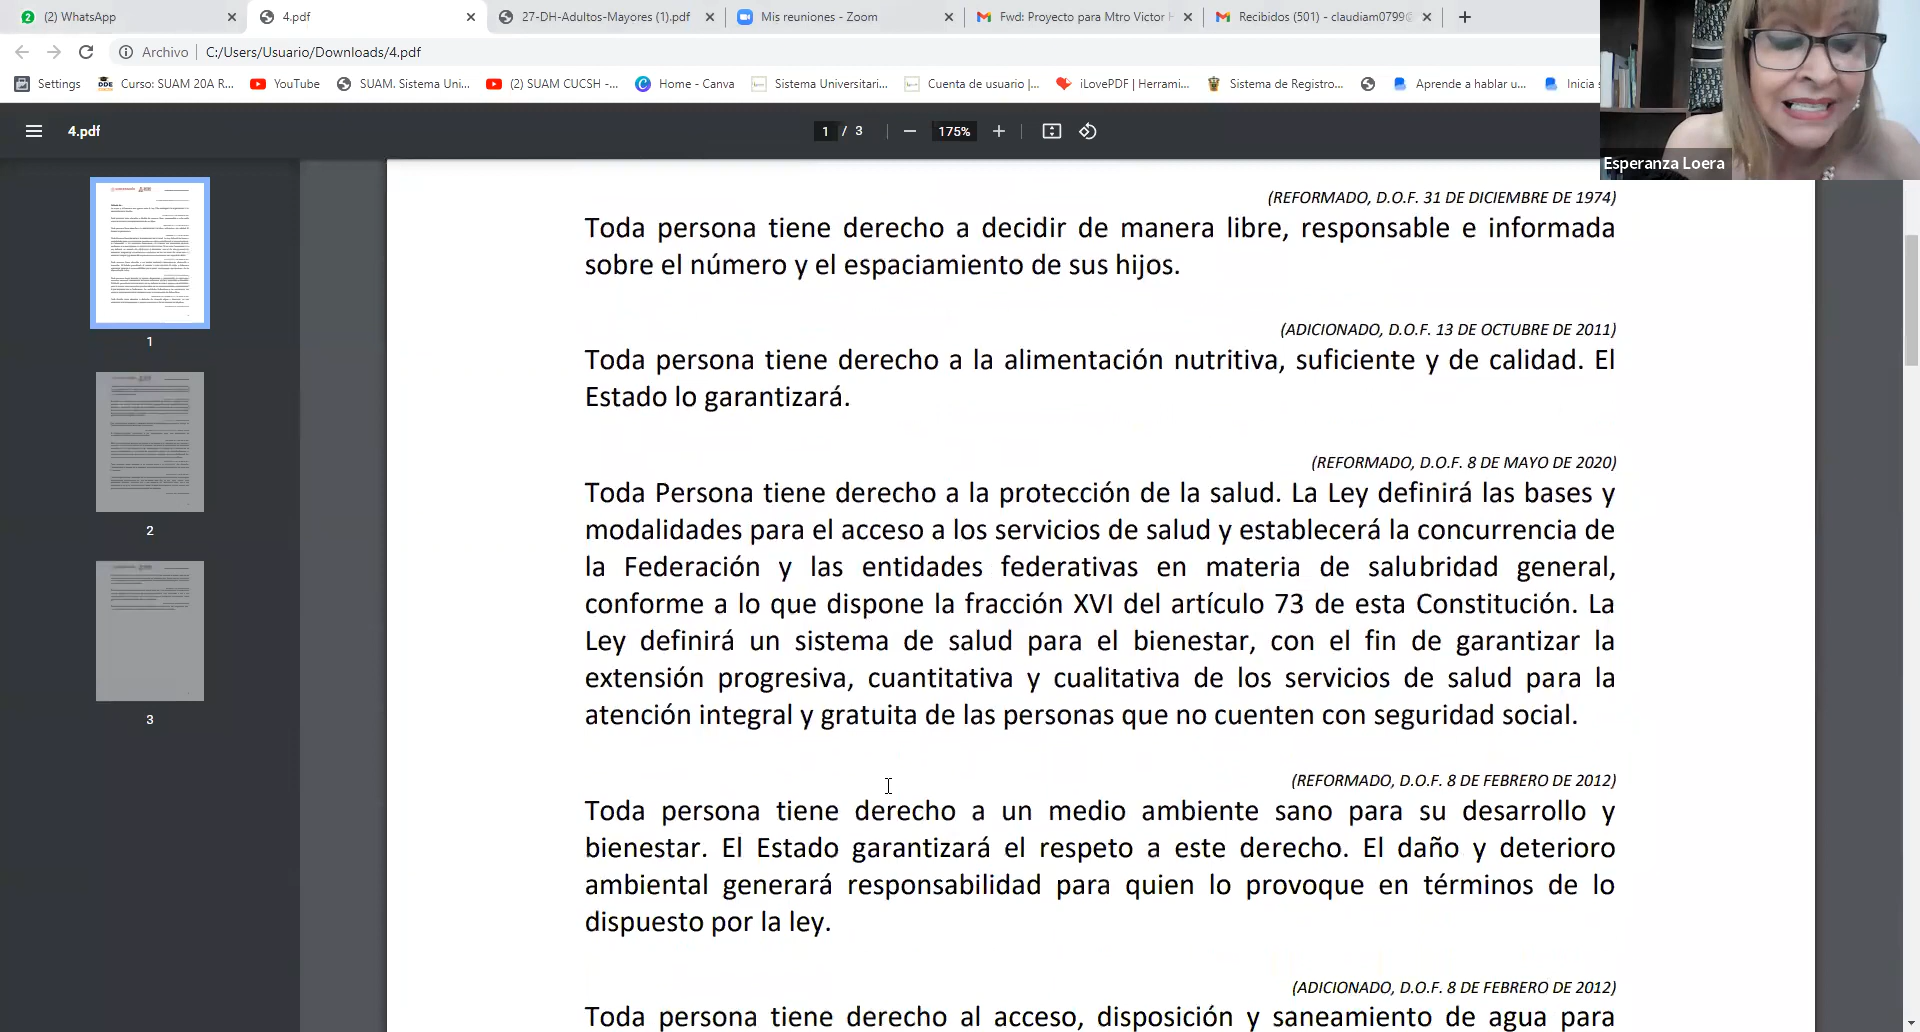 (2) WhatsApp
4.pdf
27-DH-Adultos-Mayores (1).pdf
Mis reuniones - Zoom
Fwd: Proyecto para Mtro Victor H
Recibidos (501) - claudiam0799@
Archivo
C:/Users/Usuario/Downloads/4.pdf
Settings
Curso: SUAM 20A R...
YouTube
SUAM. Sistema Uni...
(2) SUAM CUCSH -...
Home - Canva
Sistema Universitari...
Cuenta de usuario |...
iLovePDF | Herrami...
Sistema de Registro...
Aprende a hablar u...
Inicia s
4.pdf
1 / 3
175%
Esperanza Loera
(REFORMADO, D.O.F. 31 DE DICIEMBRE DE 1974)
Toda persona tiene derecho a decidir de manera libre, responsable e informada
sobre el número y el espaciamiento de sus hijos.
(ADICIONADO, D.O.F. 13 DE OCTUBRE DE 2011)
Toda persona tiene derecho a la alimentación nutritiva, suficiente y de calidad. El
Estado lo garantizará.
(REFORMADO, D.O.F. 8 DE MAYO DE 2020)
Toda Persona tiene derecho a la protección de la salud. La Ley definirá las bases y
modalidades para el acceso a los servicios de salud y establecerá la concurrencia de
la Federación y las entidades federativas en materia de salubridad general,
conforme a lo que dispone la fracción XVI del artículo 73 de esta Constitución. La
Ley definirá un sistema de salud para el bienestar, con el fin de garantizar la
extensión progresiva, cuantitativa y cualitativa de los servicios de salud para la
atención integral y gratuita de las personas que no cuenten con seguridad social.
(REFORMADO, D.O.F. 8 DE FEBRERO DE 2012)
Toda persona tiene derecho a un medio ambiente sano para su desarrollo y
bienestar. El Estado garantizará el respeto a este derecho. El daño y deterioro
ambiental generará responsabilidad para quien lo provoque en términos de lo
dispuesto por la ley.
(ADICIONADO, D.O.F. 8 DE FEBRERO DE 2012)
Toda persona tiene derecho al acceso, disposición y saneamiento de agua para
1
2
3